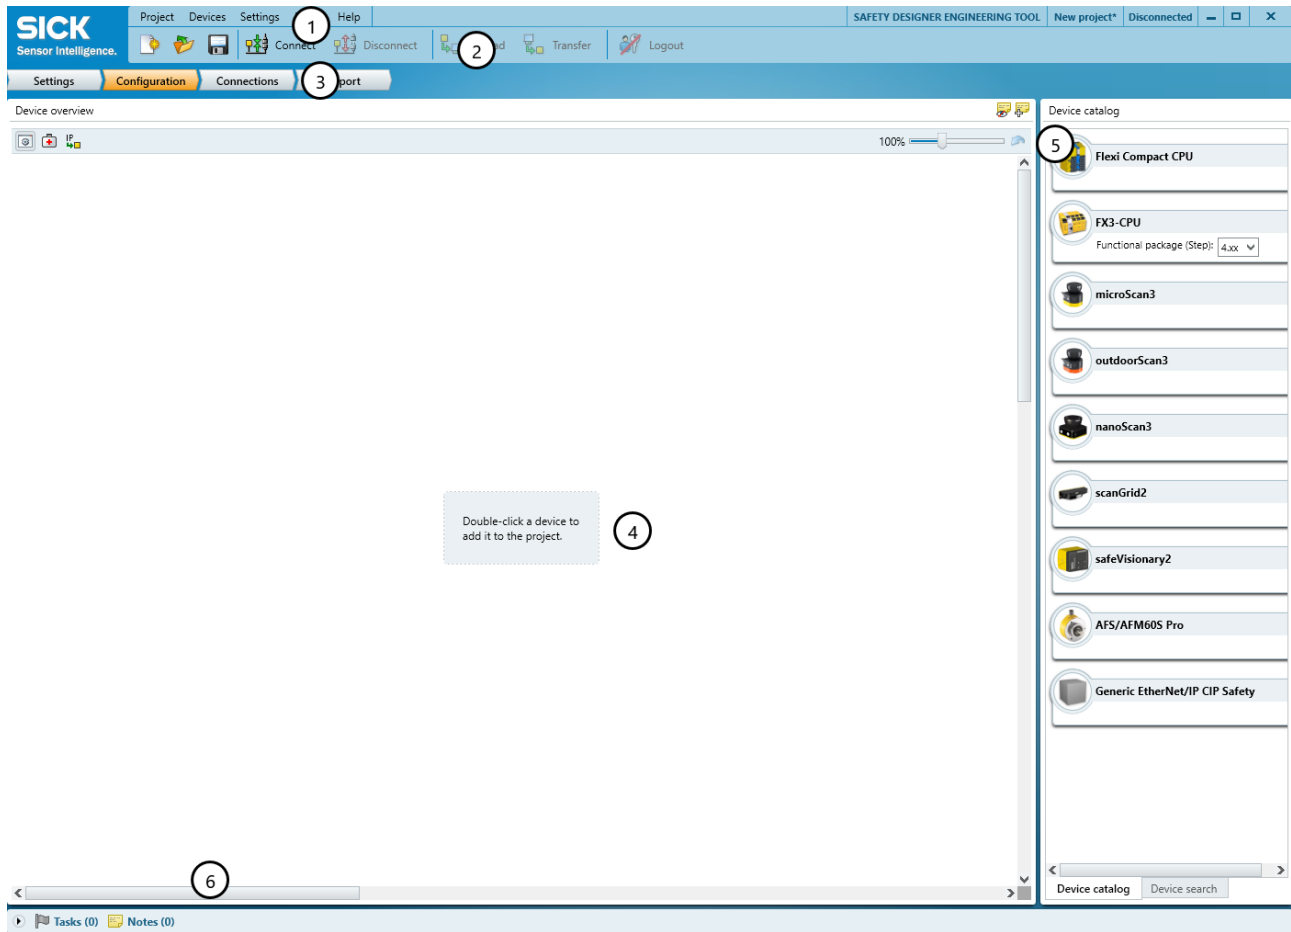 SICK
Sensor Intelligence.
Project Devices Settings Help
1
SAFETY DESIGNER ENGINEERING TOOL New project* Disconnected
Connect Disconnect
2
Transfer Logout
Settings Configuration Connections
3
Device overview
Device catalog
IP
100%
5
Flexi Compact CPU
FX3-CPU
Functional package (Step): 4.xx
microScan3
outdoorScan3
nanoScan3
scanGrid2
Double-click a device to
add it to the project.
4
safeVisionary2
AFS/AFM60S Pro
Generic EtherNet/IP CIP Safety
6
Device catalog Device search
Tasks (0) Notes (0)